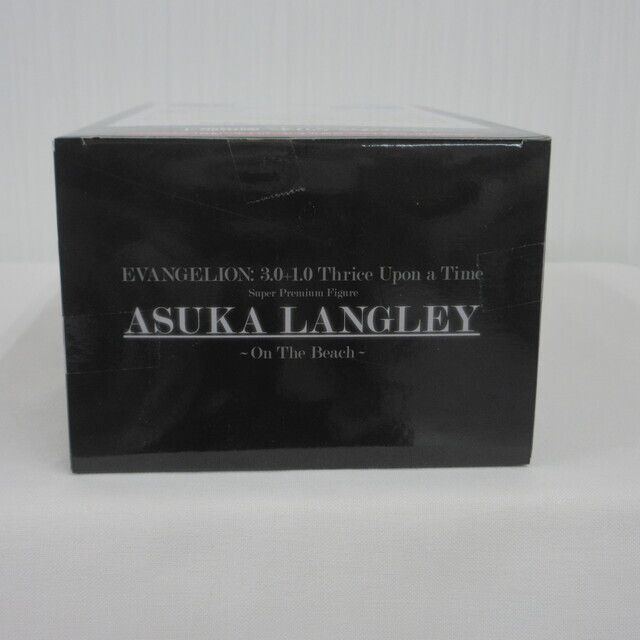 EVANGELION: 3.0+1.0 Thrice Upon a Time
Super Premium Figure
ASUKA LANGLEY
~On The Beach~